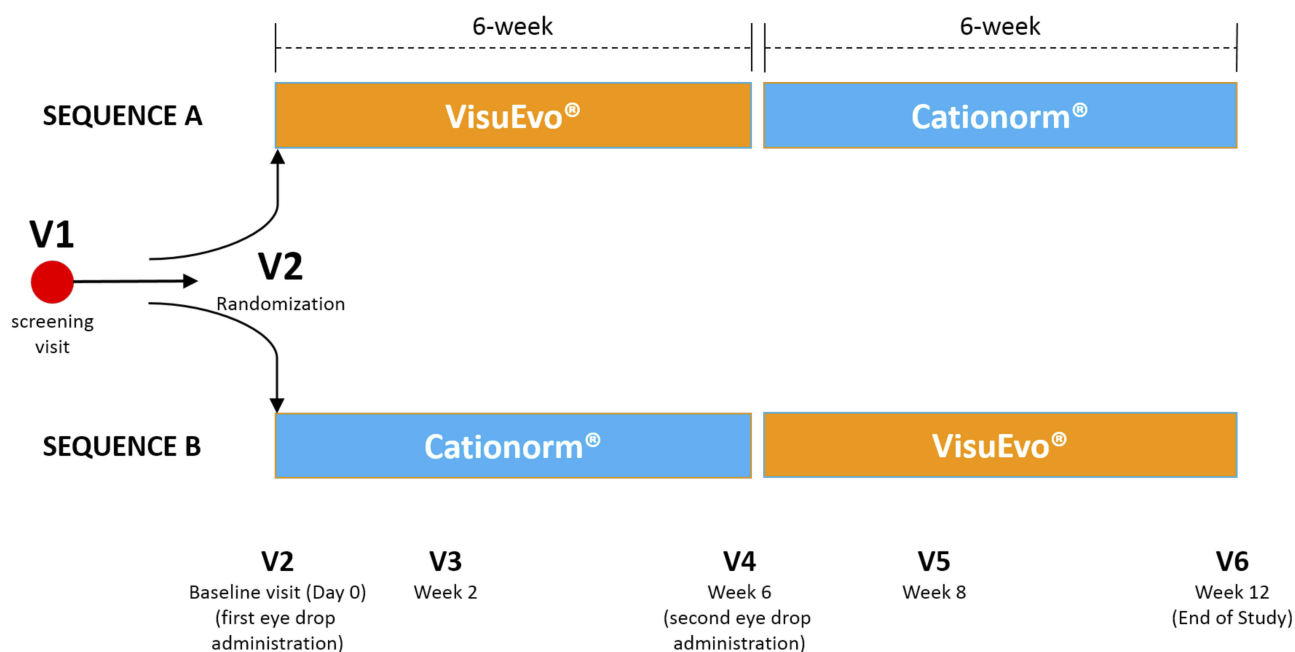 6-week
6-week
SEQUENCE A
VisuEvo®
Cationorm®
V1
screening
visit
V2
Randomization
SEQUENCE B
Cationorm®
VisuEvo®
V2
Baseline visit (Day 0)
(first eye drop
administration)
V3
Week 2
V4
Week 6
(second eye drop
administration)
V5
Week 8
V6
Week 12
(End of Study)